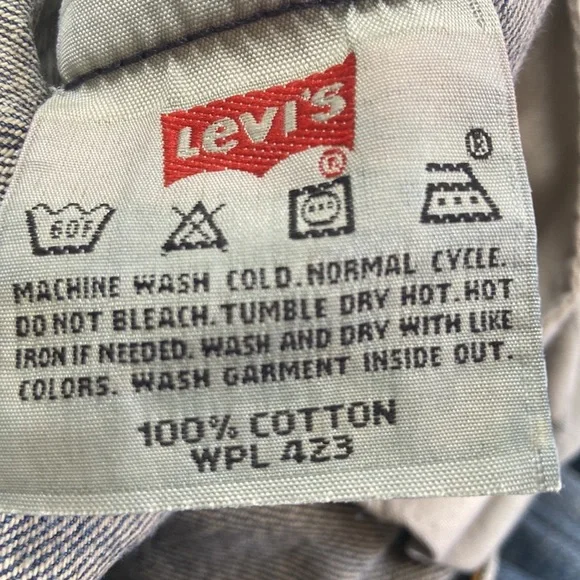 Levi's
®
60F
MACHINE WASH COLD. NORMAL CYCLE.
DO NOT BLEACH. TUMBLE DRY HOT. HOT
IRON IF NEEDED. WASH AND DRY WITH LIKE
COLORS. WASH GARMENT INSIDE OUT.
100% COTTON
WPL 423